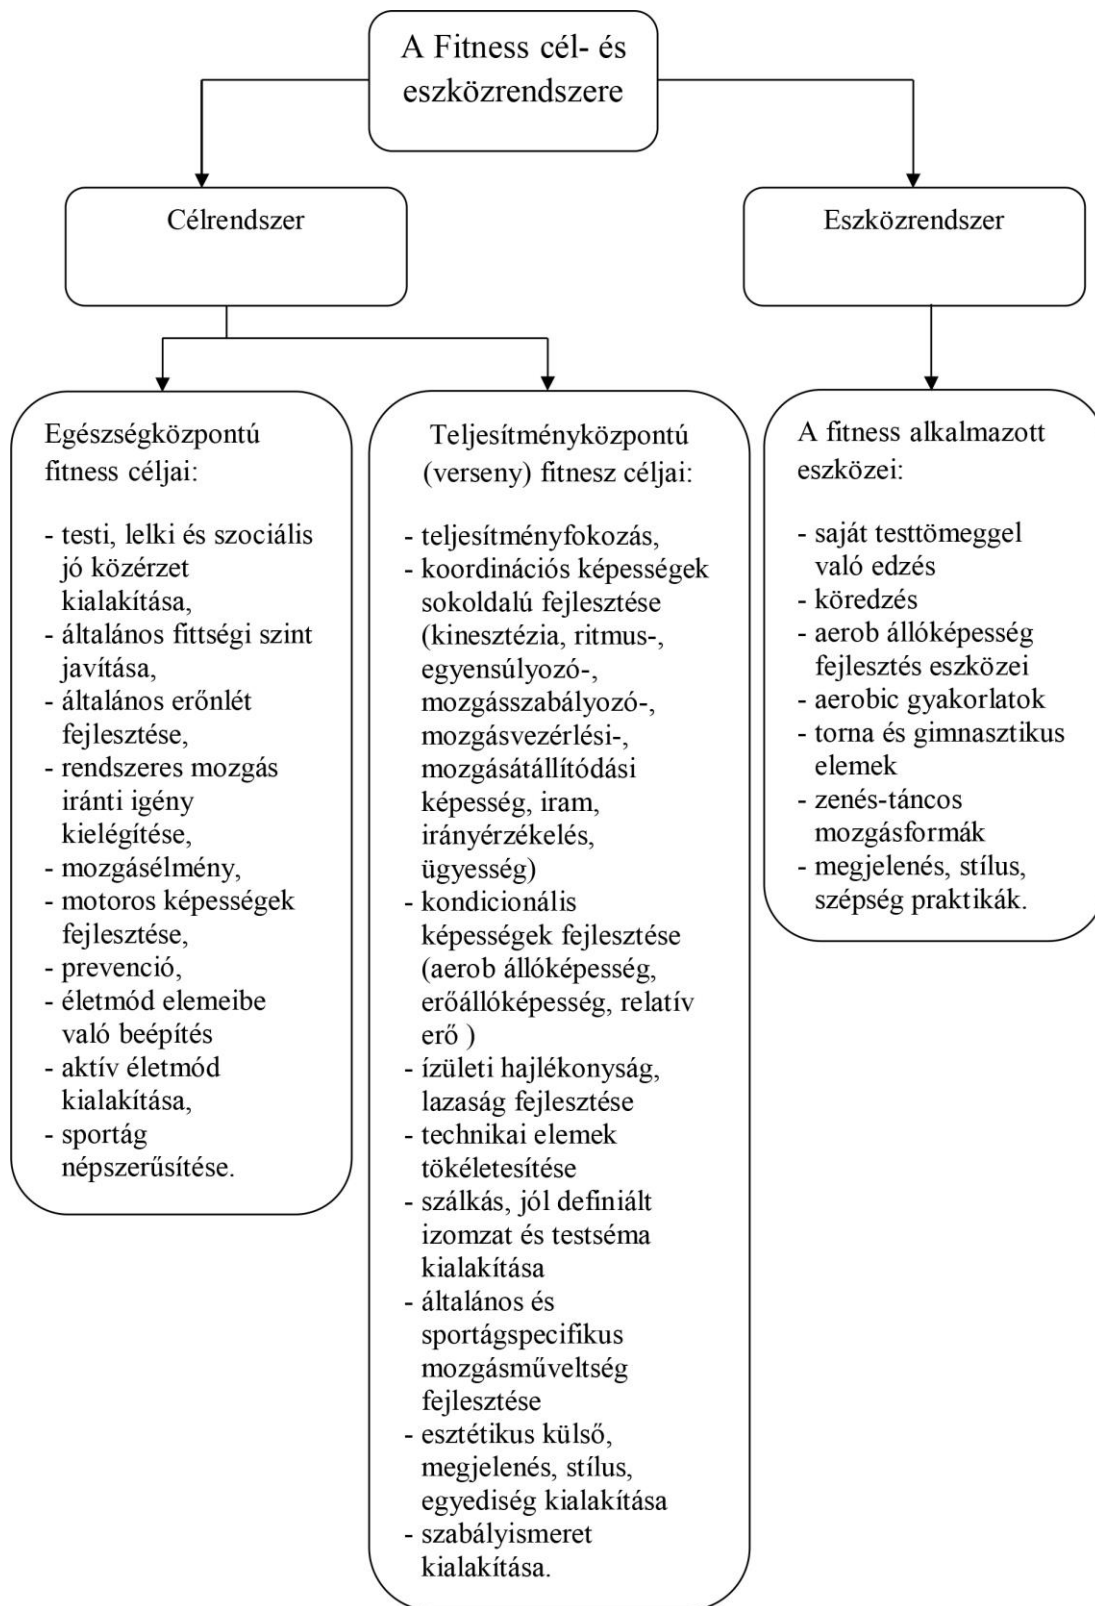 A Fitness cél- és
eszközrendszere
Célrendszer
Eszközrendszer
Egészségközpontú
fitness céljai:
- testi, lelki és szociális
jó közérzet
kialakítása,
- általános fittségi szint
javítása,
- általános erőnlét
fejlesztése,
- rendszeres mozgás
iránti igény
kielégítése,
- mozgásélmény,
- motoros képességek
fejlesztése,
- prevenció,
- életmód elemeibe
való beépítés
- aktív életmód
kialakítása,
- sportág
népszerűsítése.
Teljesítményközpontú
(verseny) fitnesz céljai:
- teljesítményfokozás,
- koordinációs képességek
sokoldalú fejlesztése
(kinesztézia, ritmus-,
egyensúlyozó-,
mozgásszabályozó-,
mozgásvezérlési-,
mozgásátállítódási
képesség, iram,
irányérzékelés,
ügyesség)
- kondicionális
képességek fejlesztése
(aerob állóképesség,
erőállóképesség, relatív
erő )
- ízületi hajlékonyság,
lazaság fejlesztése
- technikai elemek
tökéletesítése
- szálkás, jól definiált
izomzat és testséma
kialakítása
- általános és
sportágspecifikus
mozgásműveltség
fejlesztése
- esztétikus külső,
megjelenés, stílus,
egyediség kialakítása
- szabályismeret
kialakítása.
A fitness alkalmazott
eszközei:
- saját testtömeggel
való edzés
- köredzés
- aerob állóképesség
fejlesztés eszközei
- aerobic gyakorlatok
- torna és gimnasztikus
elemek
- zenés-táncos
mozgásformák
- megjelenés, stílus,
szépség praktikák.